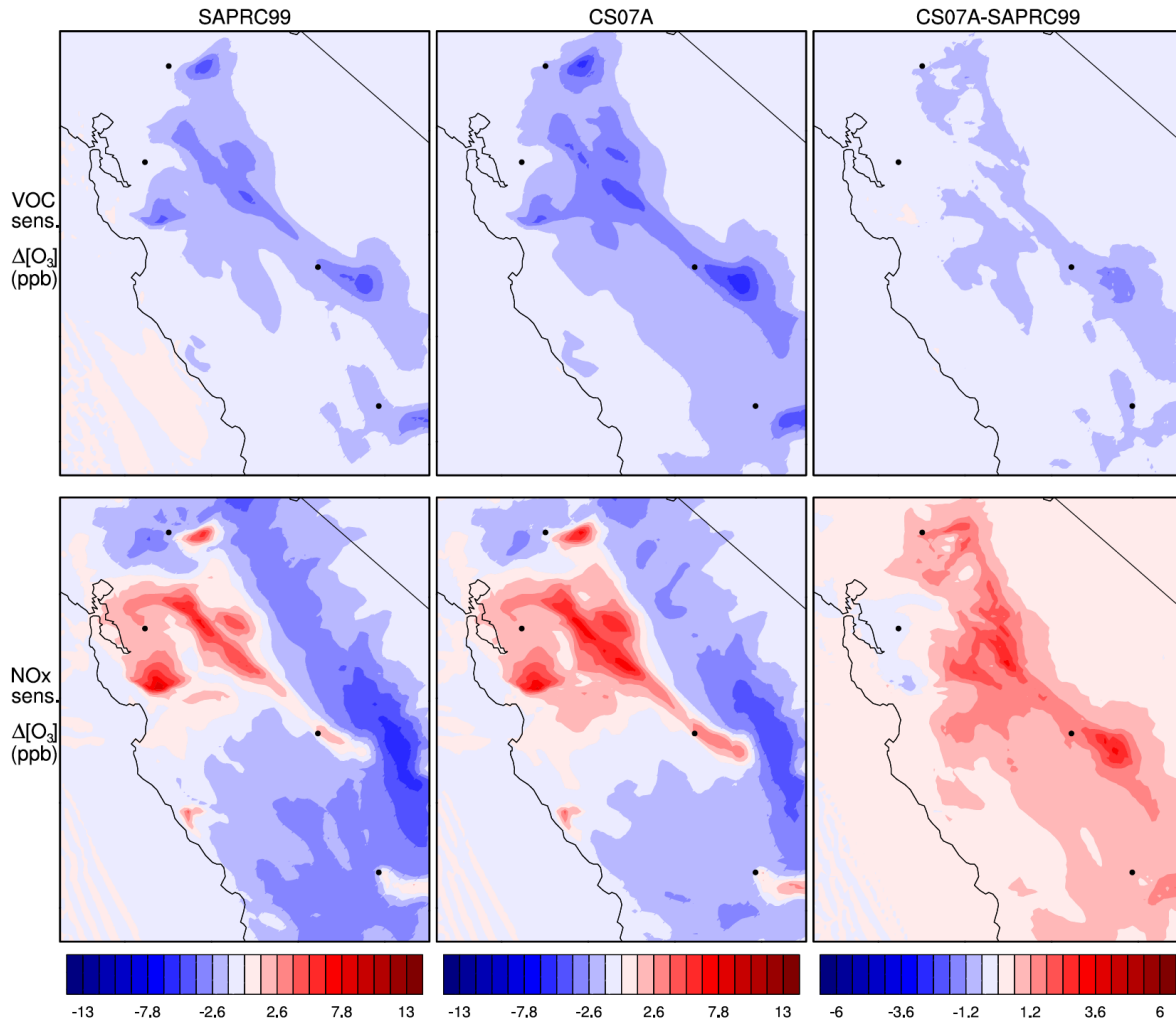 SAPRC99 CS07A CS07A-SAPRC99
VOC
sens.
Δ[O₃]
(ppb)
NOx
sens.
Δ[O₃]
(ppb)
-13 -7.8 -2.6 2.6 7.8 13 -13 -7.8 -2.6 2.6 7.8 13 -6 -3.6 -1.2 1.2 3.6 6